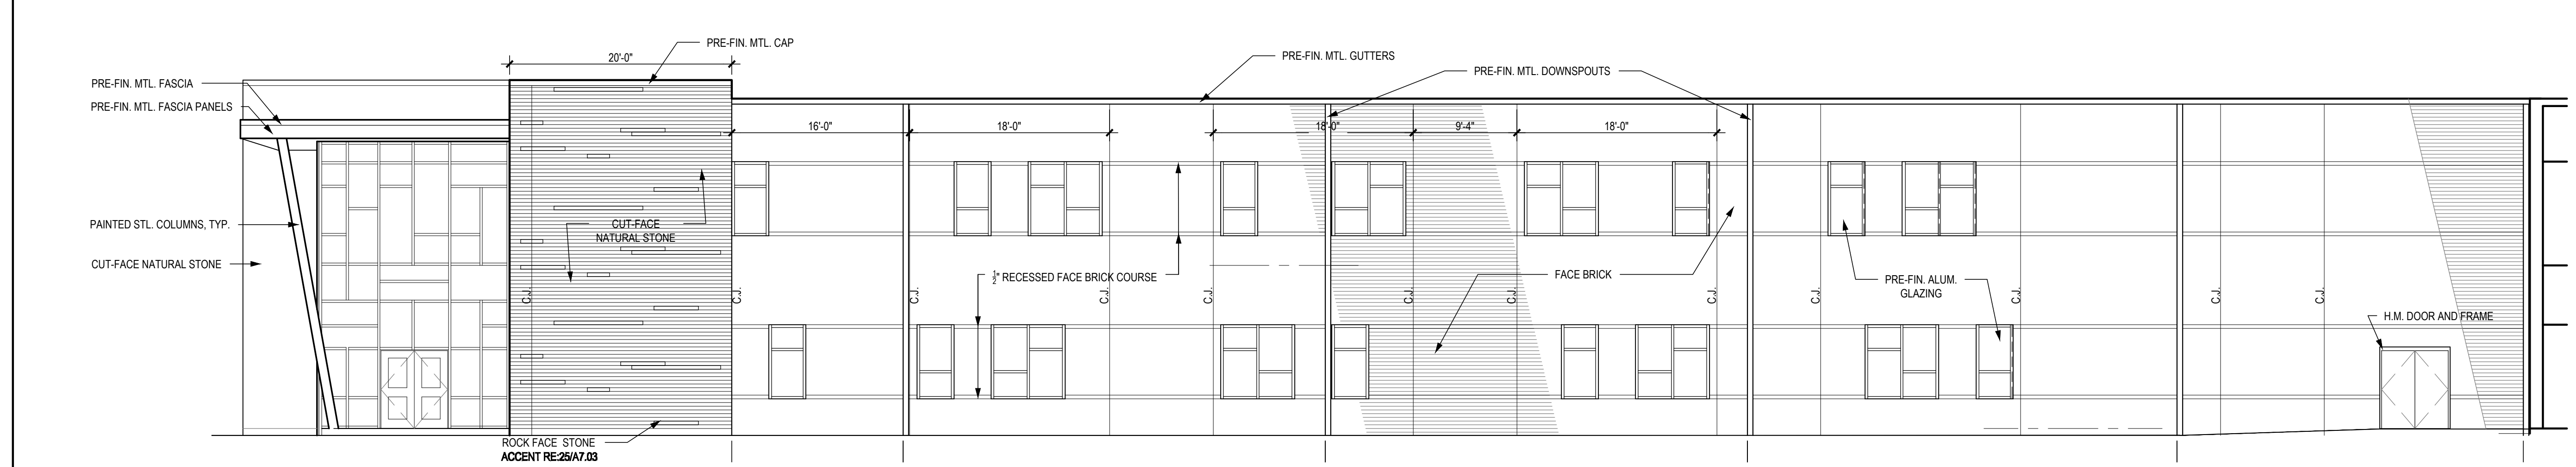 PRE-FIN. MTL. CAP
20'-0"
PRE-FIN. MTL. GUTTERS
PRE-FIN. MTL. DOWNSPOUTS
PRE-FIN. MTL. FASCIA
PRE-FIN. MTL. FASCIA PANELS
16'-0"
18'-0"
18'-0"
9'-4"
18'-0"
PAINTED STL. COLUMNS, TYP.
CUT-FACE
NATURAL STONE
CUT-FACE NATURAL STONE
½" RECESSED FACE BRICK COURSE
FACE BRICK
PRE-FIN. ALUM.
GLAZING
C.J.
C.J.
C.J.
C.J.
C.J.
C.J.
C.J.
C.J.
C.J.
C.J.
C.J.
C.J.
H.M. DOOR AND FRAME
ROCK FACE STONE
ACCENT RE:25/A7.03